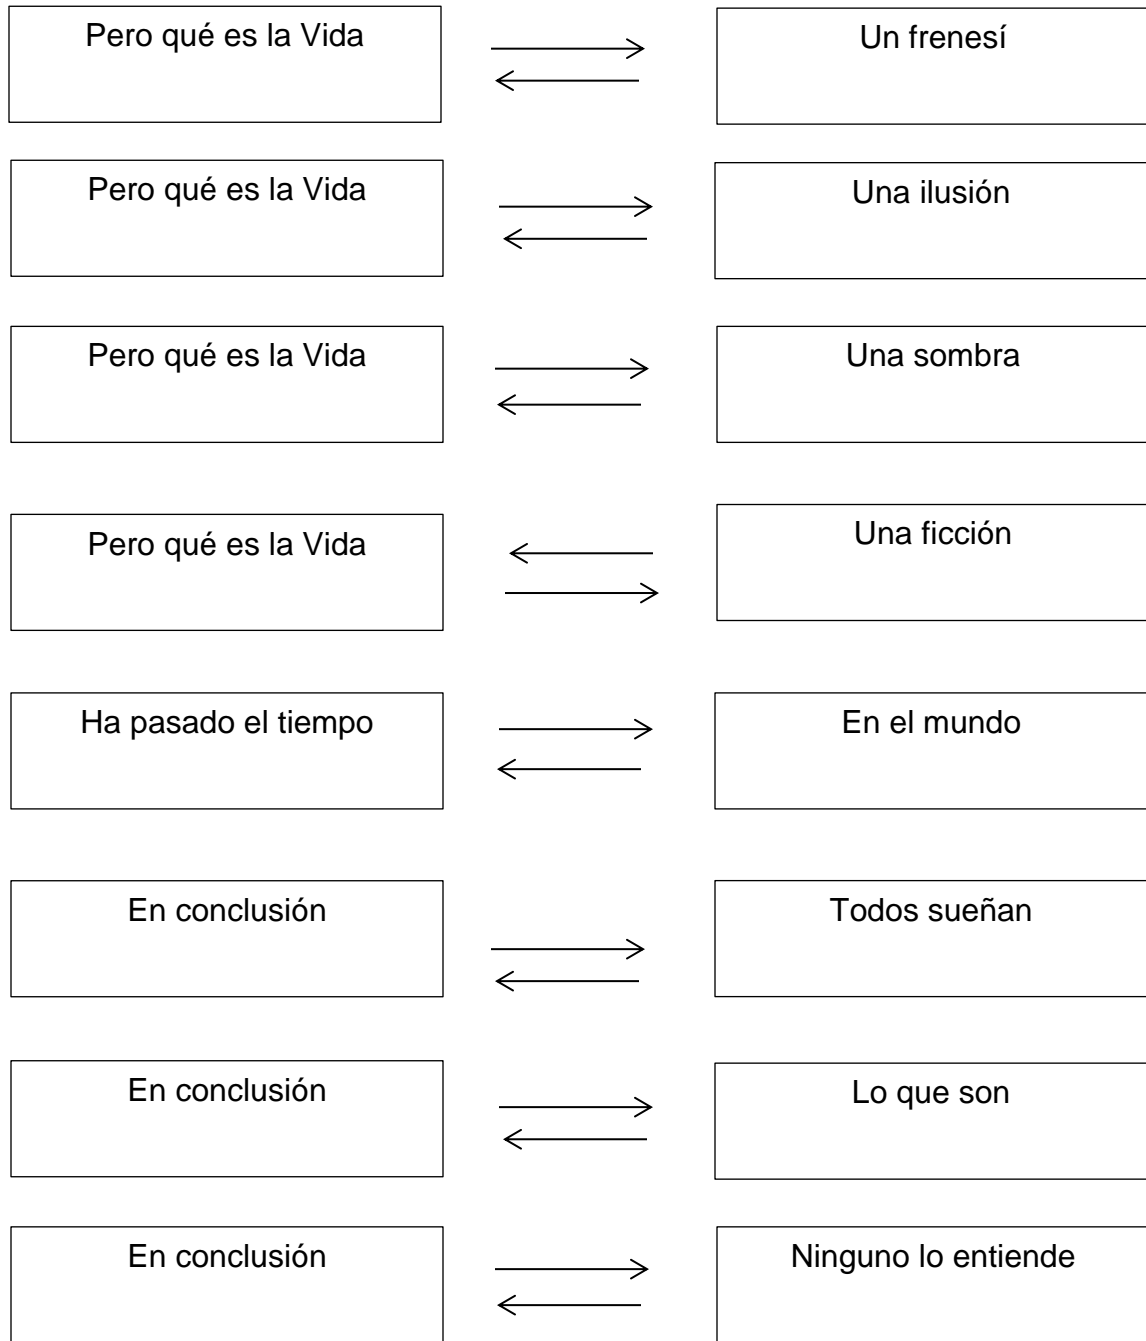 Pero qué es la Vida
Un frenesí
Pero qué es la Vida
Una ilusión
Pero qué es la Vida
Una sombra
Pero qué es la Vida
Una ficción
Ha pasado el tiempo
En el mundo
En conclusión
Todos sueñan
En conclusión
Lo que son
En conclusión
Ninguno lo entiende